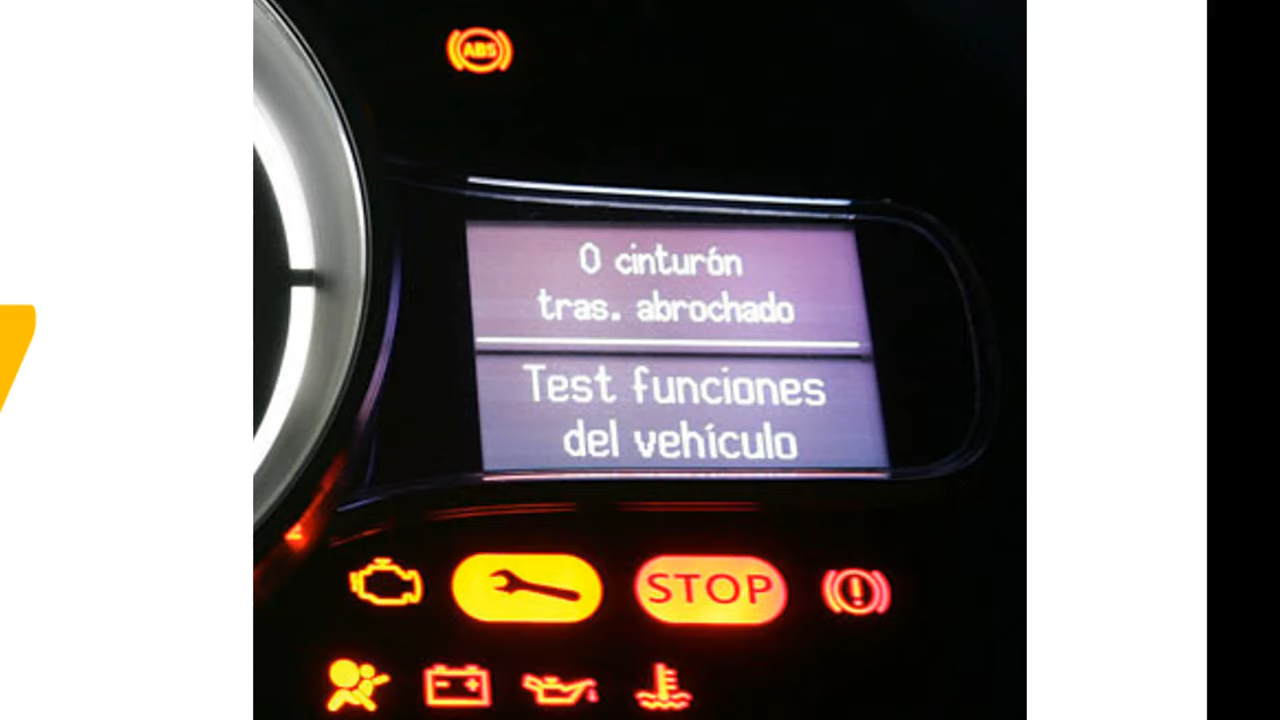 ABS
0 cinturón
tras. abrochado
Test funciones
del vehículo
STOP